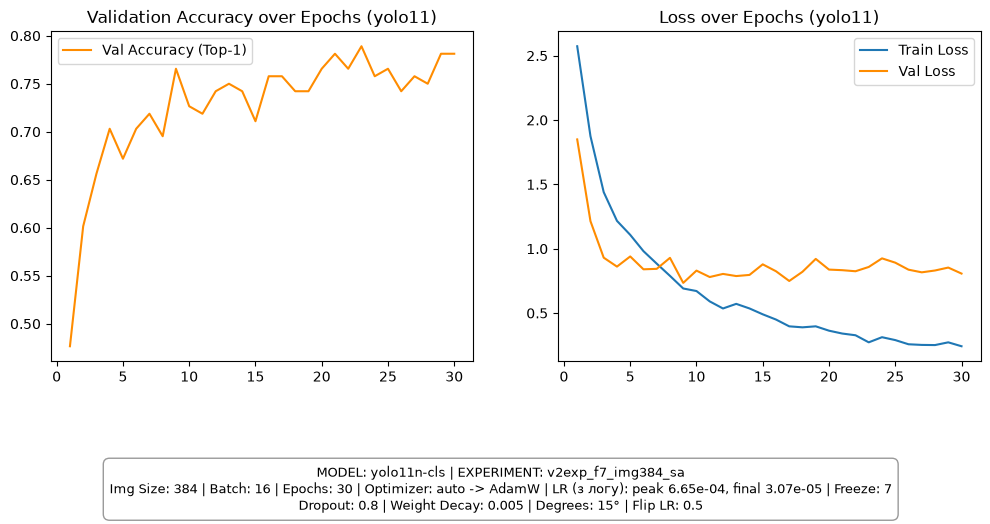 Validation Accuracy over Epochs (yolo11)
Val Accuracy (Top-1)
0.80
0.75
0.70
0.65
0.60
0.55
0.50
0 5 10 15 20 25 30
Loss over Epochs (yolo11)
Train Loss
Val Loss
2.5
2.0
1.5
1.0
0.5
0 5 10 15 20 25 30
MODEL: yolo11n-cls | EXPERIMENT: v2exp_f7_img384_sa
Img Size: 384 | Batch: 16 | Epochs: 30 | Optimizer: auto -> AdamW | LR (з логу): peak 6.65e-04, final 3.07e-05 | Freeze: 7
Dropout: 0.8 | Weight Decay: 0.005 | Degrees: 15° | Flip LR: 0.5